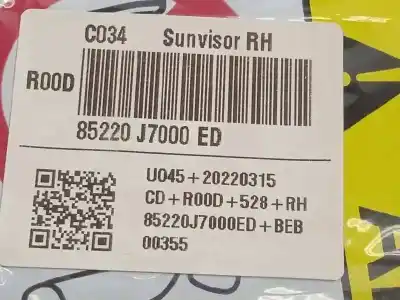 C034 Sunvisor RH
R00D
85220 J7000 ED
U045+20220315
CD+R00D+528+RH
85220J7000ED+BEB
00355